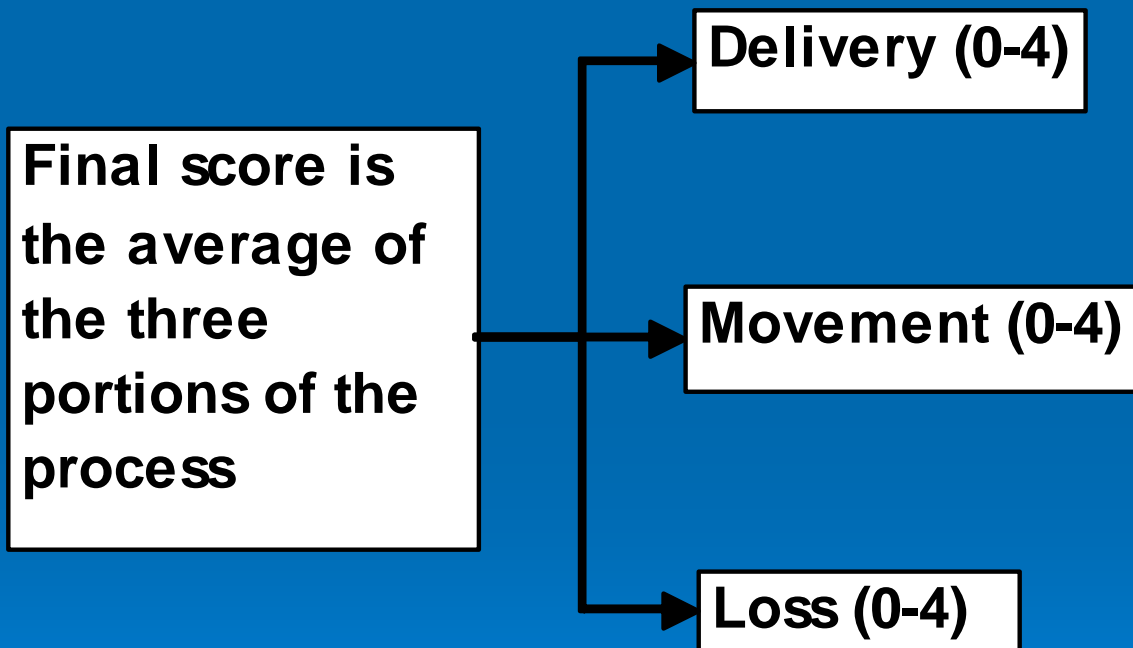 Final score is
the average of
the three
portions of the
process
Delivery (0-4)
Movement (0-4)
Loss (0-4)